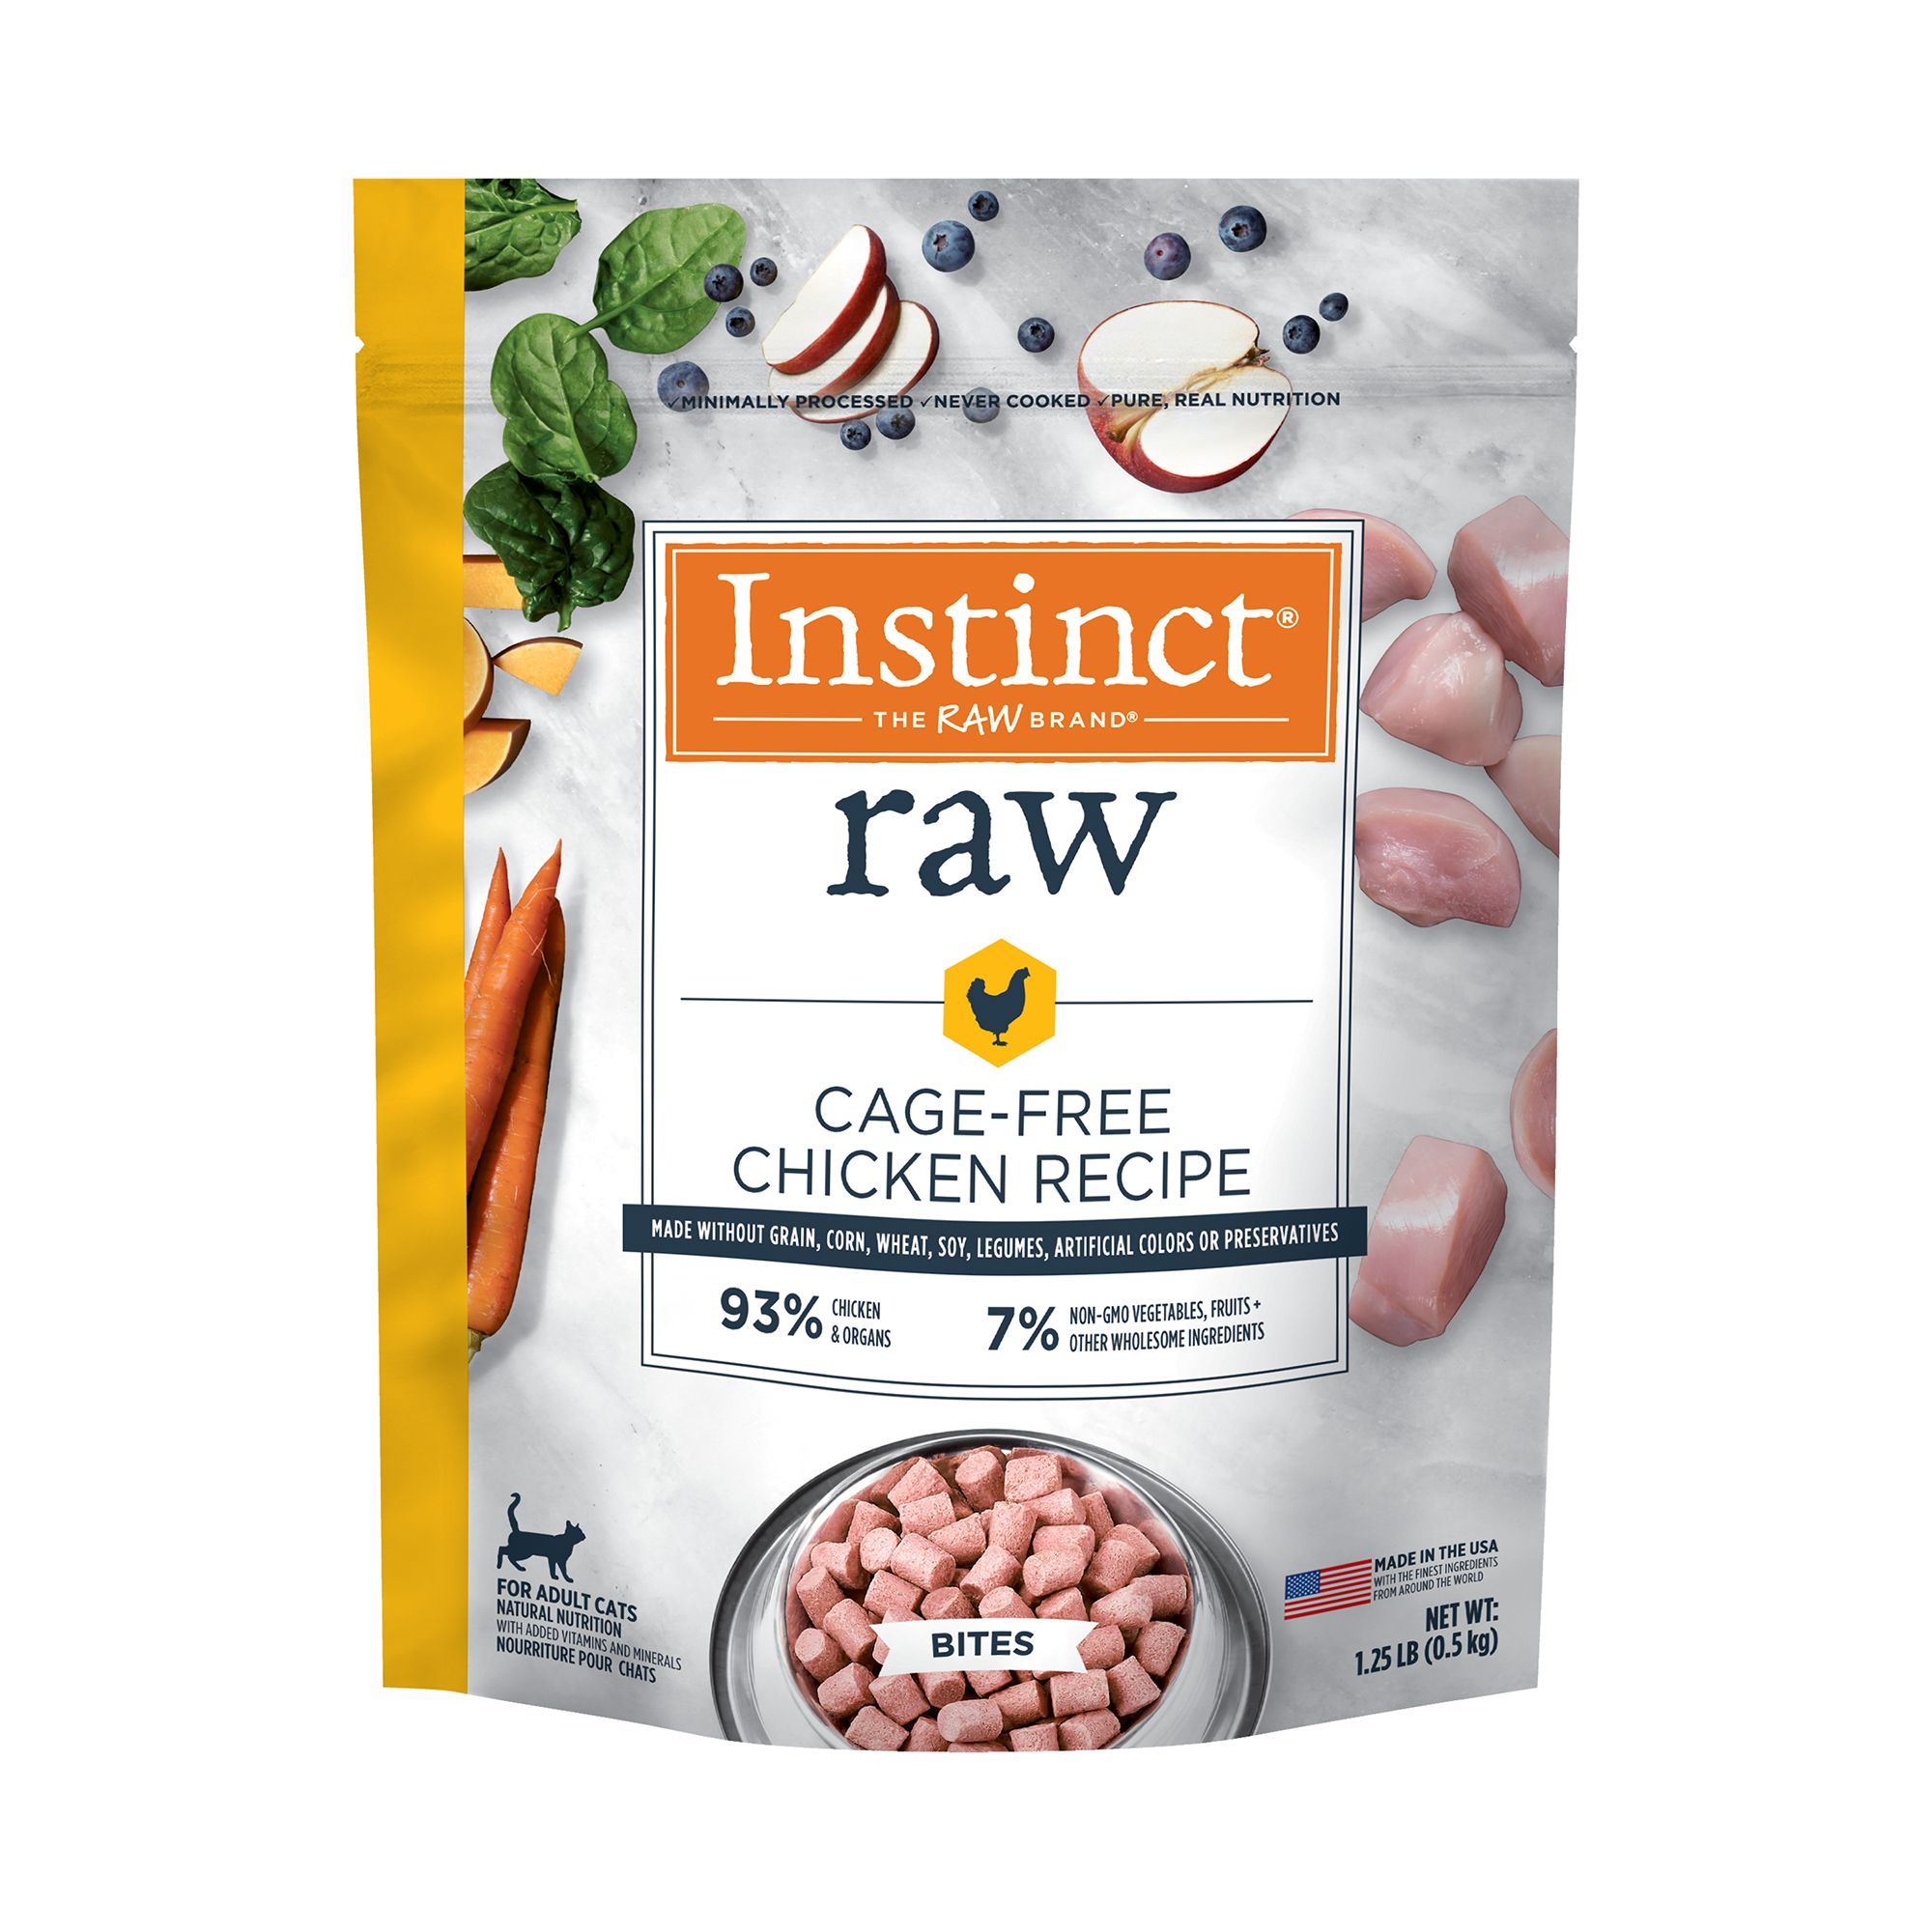 ✓MINIMALLY PROCESSED ✓NEVER COOKED ✓PURE, REAL NUTRITION
Instinct®
THE RAW BRAND®
raw
CAGE-FREE
CHICKEN RECIPE
MADE WITHOUT GRAIN, CORN, WHEAT, SOY, LEGUMES, ARTIFICIAL COLORS OR PRESERVATIVES
93% CHICKEN
& ORGANS
7% NON-GMO VEGETABLES, FRUITS +
OTHER WHOLESOME INGREDIENTS
FOR ADULT CATS
NATURAL NUTRITION
WITH ADDED VITAMINS AND MINERALS
NOURRITURE POUR CHATS
BITES
MADE IN THE USA
WITH THE FINEST INGREDIENTS
FROM AROUND THE WORLD
NET WT:
1.25 LB (0.5 kg)